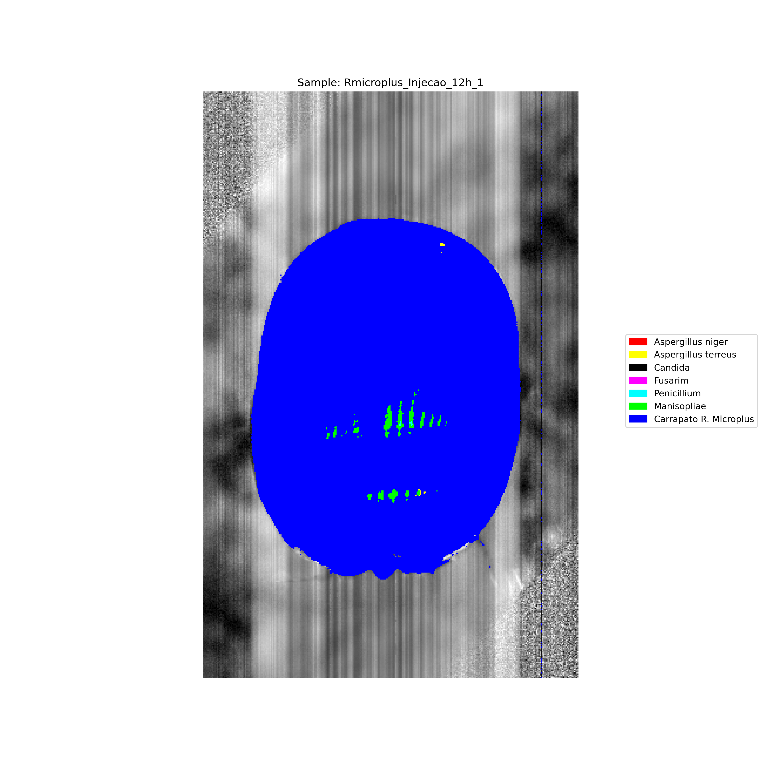 Sample: Rmicroplus_Injecao_12h_1
Aspergillus niger
Aspergillus terreus
Candida
Fusarim
Penicillium
Manisopliae
Carrapato R. Microplus